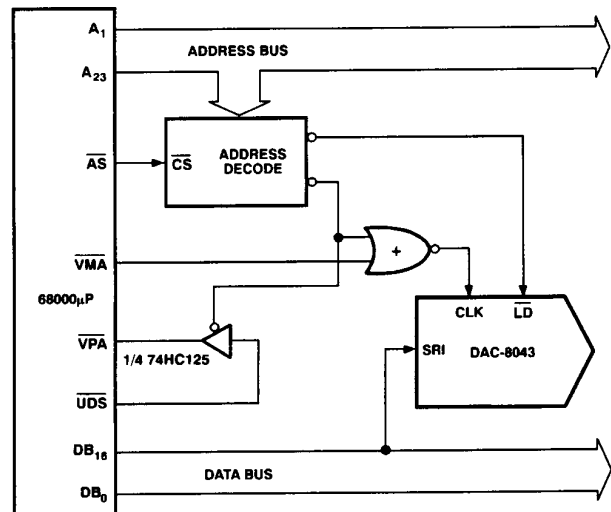 A1
ADDRESS BUS
A23
AS
CS
ADDRESS
DECODE
VMA
+
68000µP
CLK
LD
VPA
1/4 74HC125
SRI
DAC-8043
UDS
DB16
DATA BUS
DB0